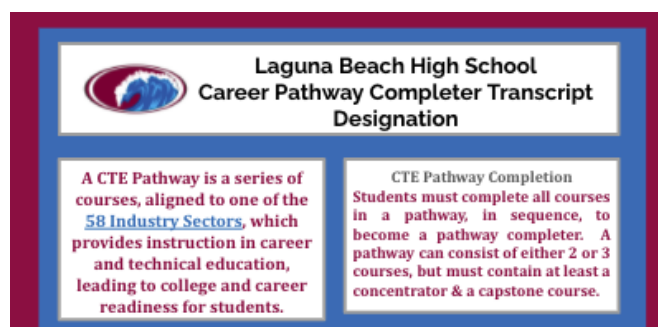 Laguna Beach High School
Career Pathway Completer Transcript
Designation
A CTE Pathway is a series of
courses, aligned to one of the
58 Industry Sectors, which
provides instruction in career
and technical education,
leading to college and career
readiness for students.
CTE Pathway Completion
Students must complete all courses
in a pathway, in sequence, to
become a pathway completer. A
pathway can consist of either 2 or 3
courses, but must contain at least a
concentrator & a capstone course.